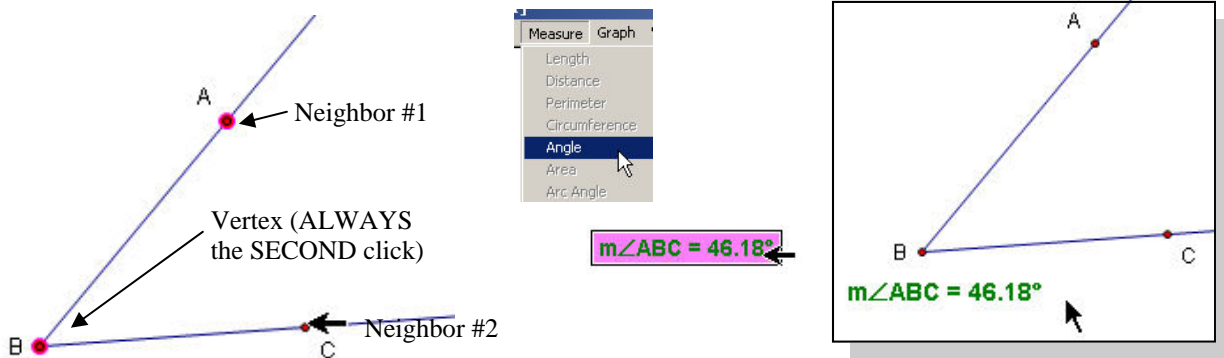 A
Neighbor #1
Vertex (ALWAYS
the SECOND click)
B
C
Neighbor #2
Measure Graph
Length
Distance
Perimeter
Circumference
Angle
Area
Arc Angle
m∠ABC = 46.18°
A
B
C
m∠ABC = 46.18°